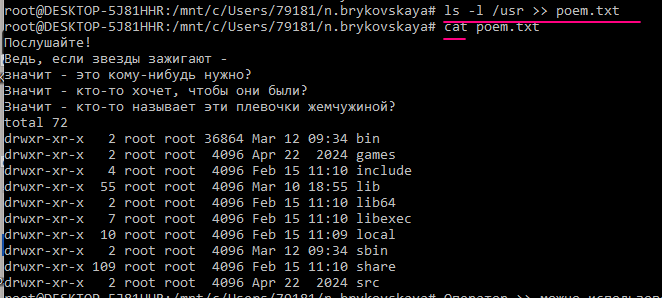 root@DESKTOP-5J81HHR:/mnt/c/Users/79181/n.brykovskaya# ls -l /usr >> poem.txt
root@DESKTOP-5J81HHR:/mnt/c/Users/79181/n.brykovskaya# cat poem.txt
Послушайте!
Ведь, если звезды зажигают -
значит - это кому-нибудь нужно?
Значит - кто-то хочет, чтобы они были?
Значит - кто-то называет эти плевочки жемчужиной?
total 72
drwxr-xr-x   2 root root 36864 Mar 12 09:34 bin
drwxr-xr-x   2 root root  4096 Apr 22  2024 games
drwxr-xr-x   4 root root  4096 Feb 15 11:10 include
drwxr-xr-x  55 root root  4096 Mar 10 18:55 lib
drwxr-xr-x   2 root root  4096 Feb 15 11:10 lib64
drwxr-xr-x   7 root root  4096 Feb 15 11:10 libexec
drwxr-xr-x  10 root root  4096 Feb 15 11:09 local
drwxr-xr-x   2 root root  4096 Mar 12 09:34 sbin
drwxr-xr-x 109 root root  4096 Feb 15 11:10 share
drwxr-xr-x   2 root root  4096 Apr 22  2024 src
root@DESKTOP-5J81HHR:/mnt/c/Users/79181/n.brykovskaya# Оператор >> можно использов